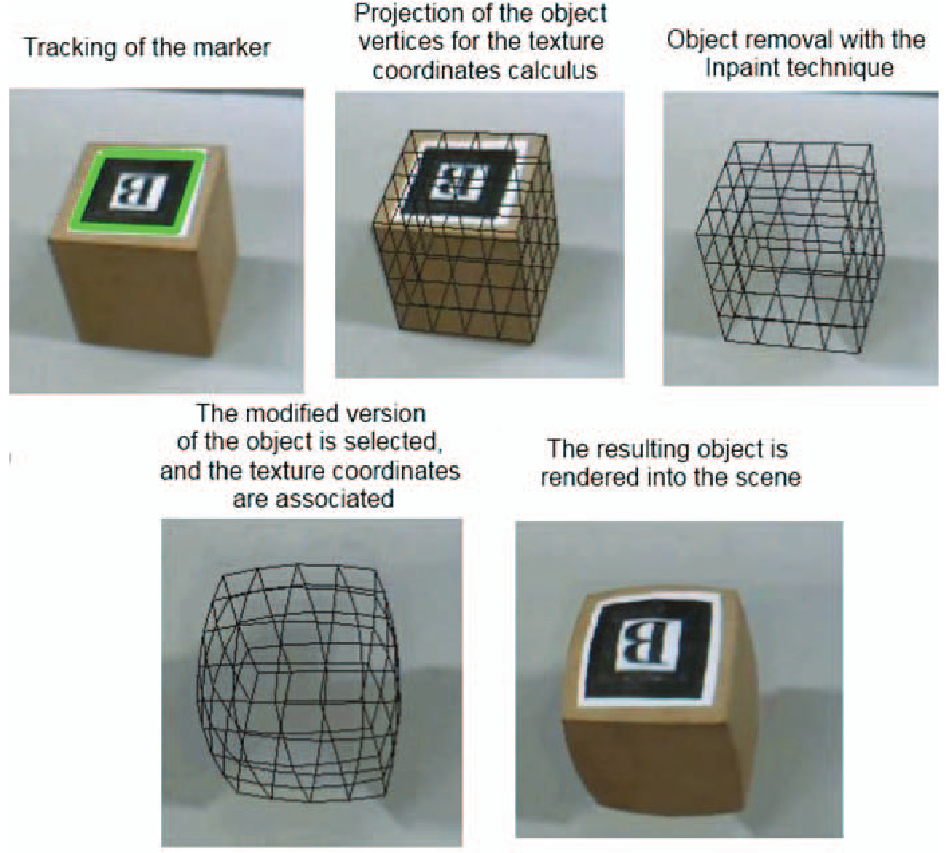 Tracking of the marker
Projection of the object
vertices for the texture
coordinates calculus
Object removal with the
Inpaint technique
B
B
The modified version
of the object is selected,
and the texture coordinates
are associated
The resulting object is
rendered into the scene
B